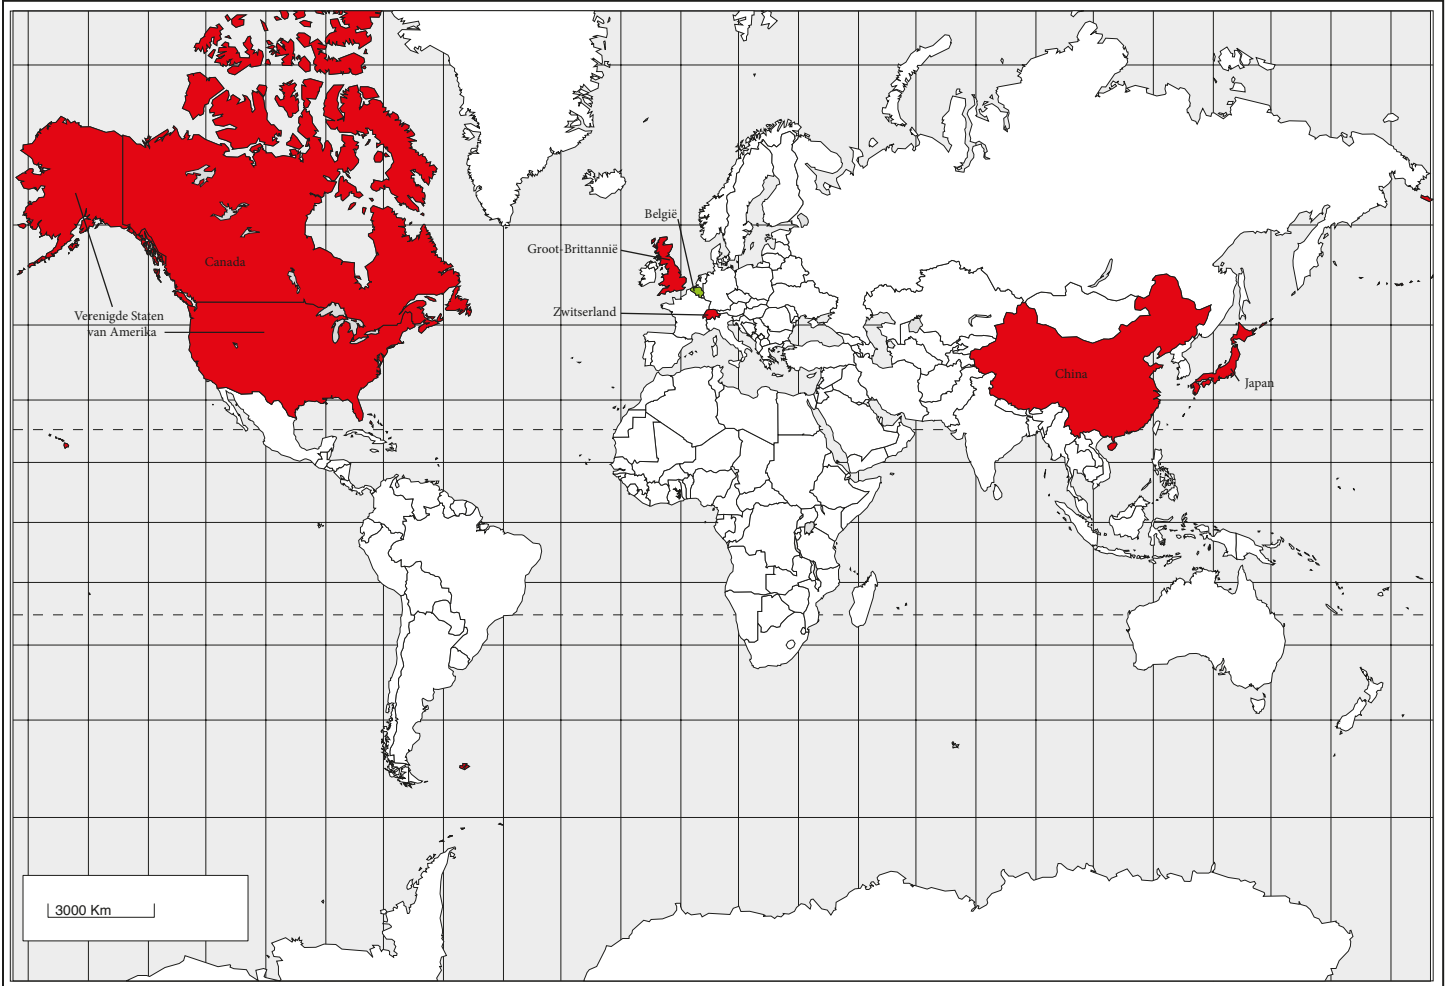 België
Groot-Brittannië
Canada
Zwitserland
Verenigde Staten
van Amerika
China
Japan
3000 Km